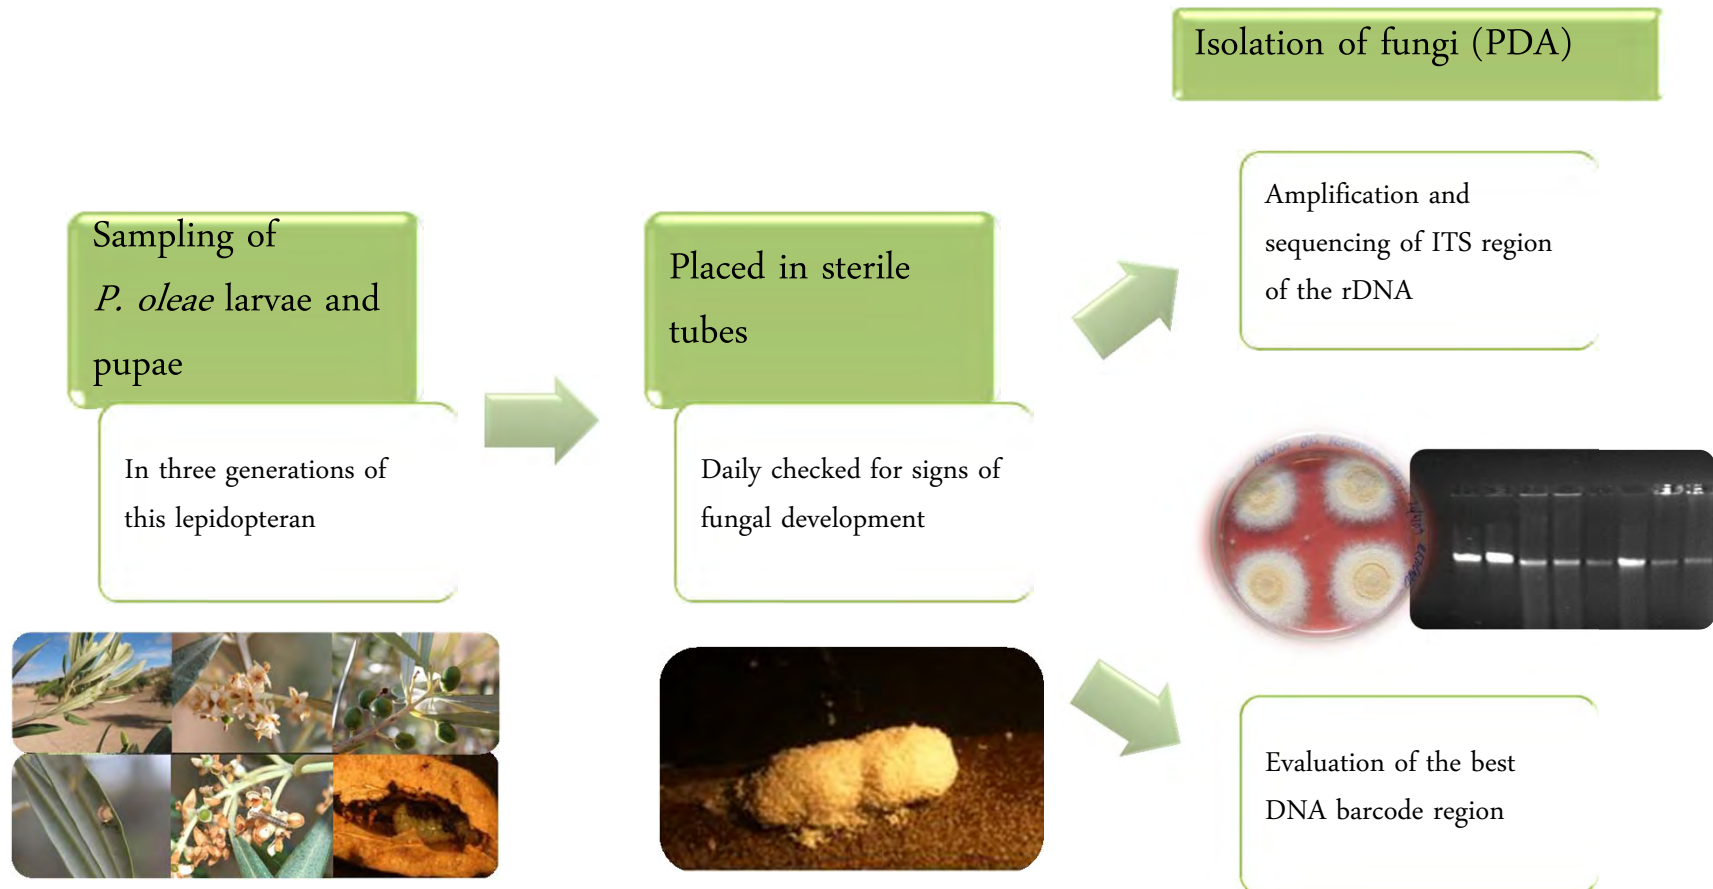 Sampling of
P. oleae larvae and
pupae
In three generations of
this lepidopteran
Placed in sterile
tubes
Daily checked for signs of
fungal development
Isolation of fungi (PDA)
Amplification and
sequencing of ITS region
of the rDNA
Evaluation of the best
DNA barcode region